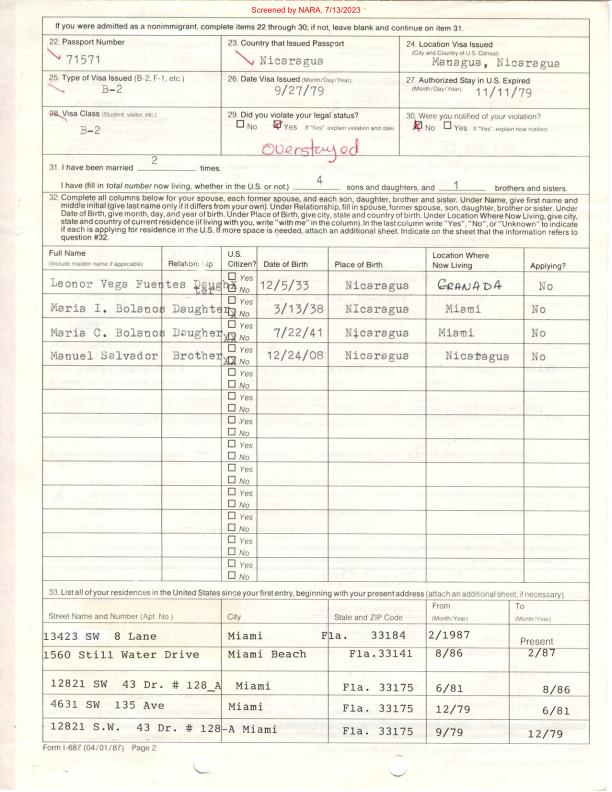 Screened by NARA, 7/13/2023
If you were admitted as a nonimmigrant, complete items 22 through 30; if not, leave blank and continue on item 31.
22. Passport Number 23. Country that Issued Passport 24. Location Visa Issued
(City and Country of U.S. Consul)
71571 Nicaragua Managua, Nicaragua
25. Type of Visa Issued (B-2, F-1, etc.) 26. Date Visa Issued (Month/Day/Year) 27. Authorized Stay in U.S. Expired
B-2 9/27/79 (Month/Day/Year) 11/11/79
28. Visa Class (Student, visitor, etc.) 29. Did you violate your legal status? 30. Were you notified of your violation?
B-2 No Yes If "Yes", explain violation and date No Yes If "Yes", explain how notified.
Overstayed
31. I have been married 2 times.
I have (fill in total number now living, whether in the U.S. or not.) 4 sons and daughters, and 1 brothers and sisters.
32. Complete all columns below for your spouse, each former spouse, and each son, daughter, brother and sister. Under Name, give first name and
middle initial (give last name only if it differs from your own). Under Relationship, fill in spouse, former spouse, son, daughter, brother or sister. Under
Date of Birth, give month, day, and year of birth. Under Place of Birth, give city, state and country of birth. Under Location Where Now Living, give city,
state and country of current residence (if living with you, write "with me" in the column). In the last column write "Yes", "No", or "Unknown" to indicate
if each is applying for residence in the U.S. If more space is needed, attach an additional sheet. Indicate on the sheet that the information refers to
question #32.
Full Name U.S. Location Where
(Include maiden name if applicable) Relationship Citizen? Date of Birth Place of Birth Now Living Applying?
Leonor Vega Fuentes Daugh Yes 12/5/33 Nicaragua GRANADA No
ter No
Maria I. Bolanos Daughter Yes 3/13/38 NIcaragua Miami No
No
Maria C. Bolanos Daugher Yes 7/22/41 Nicaragua Miami No
No
Manuel Salvador Brother Yes 12/24/08 Nicaragua Nicatagua No
No
Yes
No
Yes
No
Yes
No
Yes
No
Yes
No
Yes
No
Yes
No
Yes
No
Yes
No
33. List all of your residences in the United States since your first entry, beginning with your present address (attach an additional sheet, if necessary).
From To
Street Name and Number (Apt. No.) City State and ZIP Code (Month/Year) (Month/Year)
13423 SW 8 Lane Miami Fla. 33184 2/1987 Present
1560 Still Water Drive Miami Beach Fla.33141 8/86 2/87
12821 SW 43 Dr. # 128_A Miami Fla. 33175 6/81 8/86
4631 SW 135 Ave Miami Fla. 33175 12/79 6/81
12821 S.W. 43 Dr. # 128-A Miami Fla. 33175 9/79 12/79
Form I-687 (04/01/87) Page 2